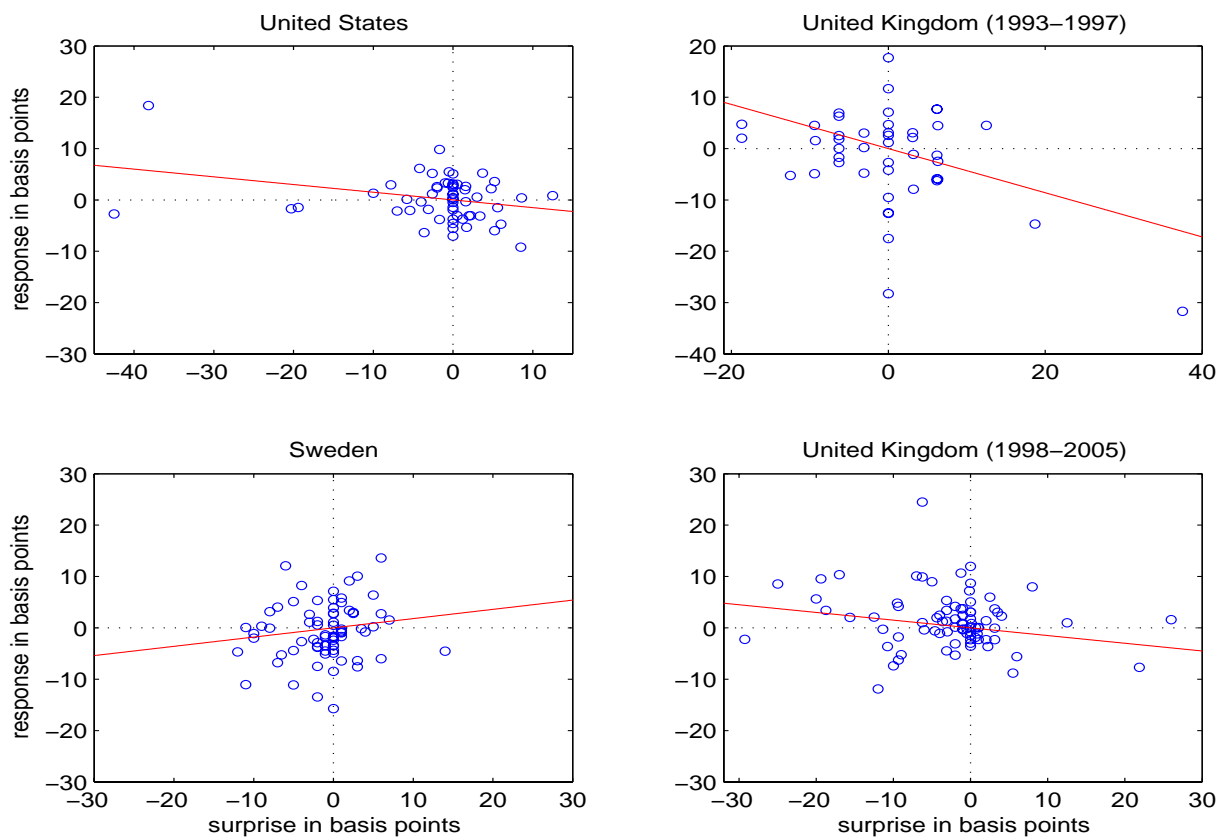 United States
30
20
10
0
−10
−20
−30
−40 −20 0 10
response in basis points
United Kingdom (1993−1997)
20
10
0
−10
−20
−30
−40
−20 0 20 40
Sweden
30
20
10
0
−10
−20
−30
−30 −20 −10 0 10 20 30
response in basis points
surprise in basis points
United Kingdom (1998−2005)
30
20
10
0
−10
−20
−30
−30 −20 −10 0 10 20 30
surprise in basis points